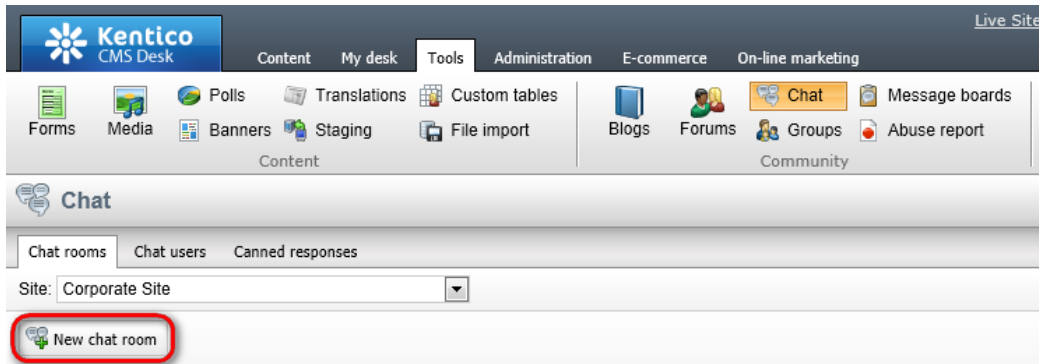 Live Site
Kentico
CMS Desk
Content My desk Tools Administration E-commerce On-line marketing
Polls Translations Custom tables Chat Message boards
Forms Media Banners Staging File import Blogs Forums Groups Abuse report
Content Community
Chat
Chat rooms Chat users Canned responses
Site: Corporate Site
New chat room